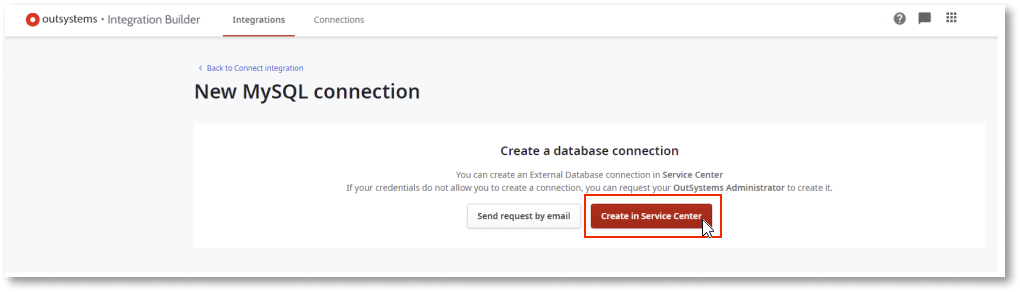 outsystems • Integration Builder
Integrations
Connections
Back to Connect integration
New MySQL connection
Create a database connection
You can create an External Database connection in Service Center
If your credentials do not allow you to create a connection, you can request your OutSystems Administrator to create it.
Send request by email
Create in Service Center